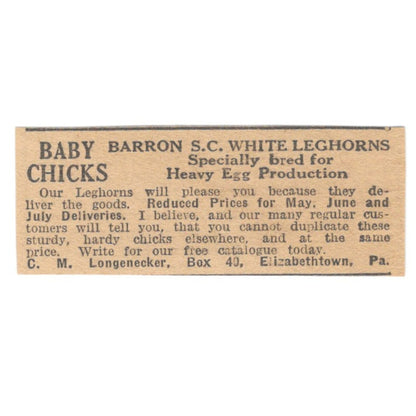 BABY CHICKS
BARRON S.C. WHITE LEGHORNS
Specially bred for
Heavy Egg Production
Our Leghorns will please you because they de-
liver the goods. Reduced Prices for May, June and
July Deliveries. I believe, and our many regular cus-
tomers will tell you, that you cannot duplicate these
sturdy, hardy chicks elsewhere, and at the same
price. Write for our free catalogue today.
C. M. Longenecker, Box 40, Elizabethtown, Pa.